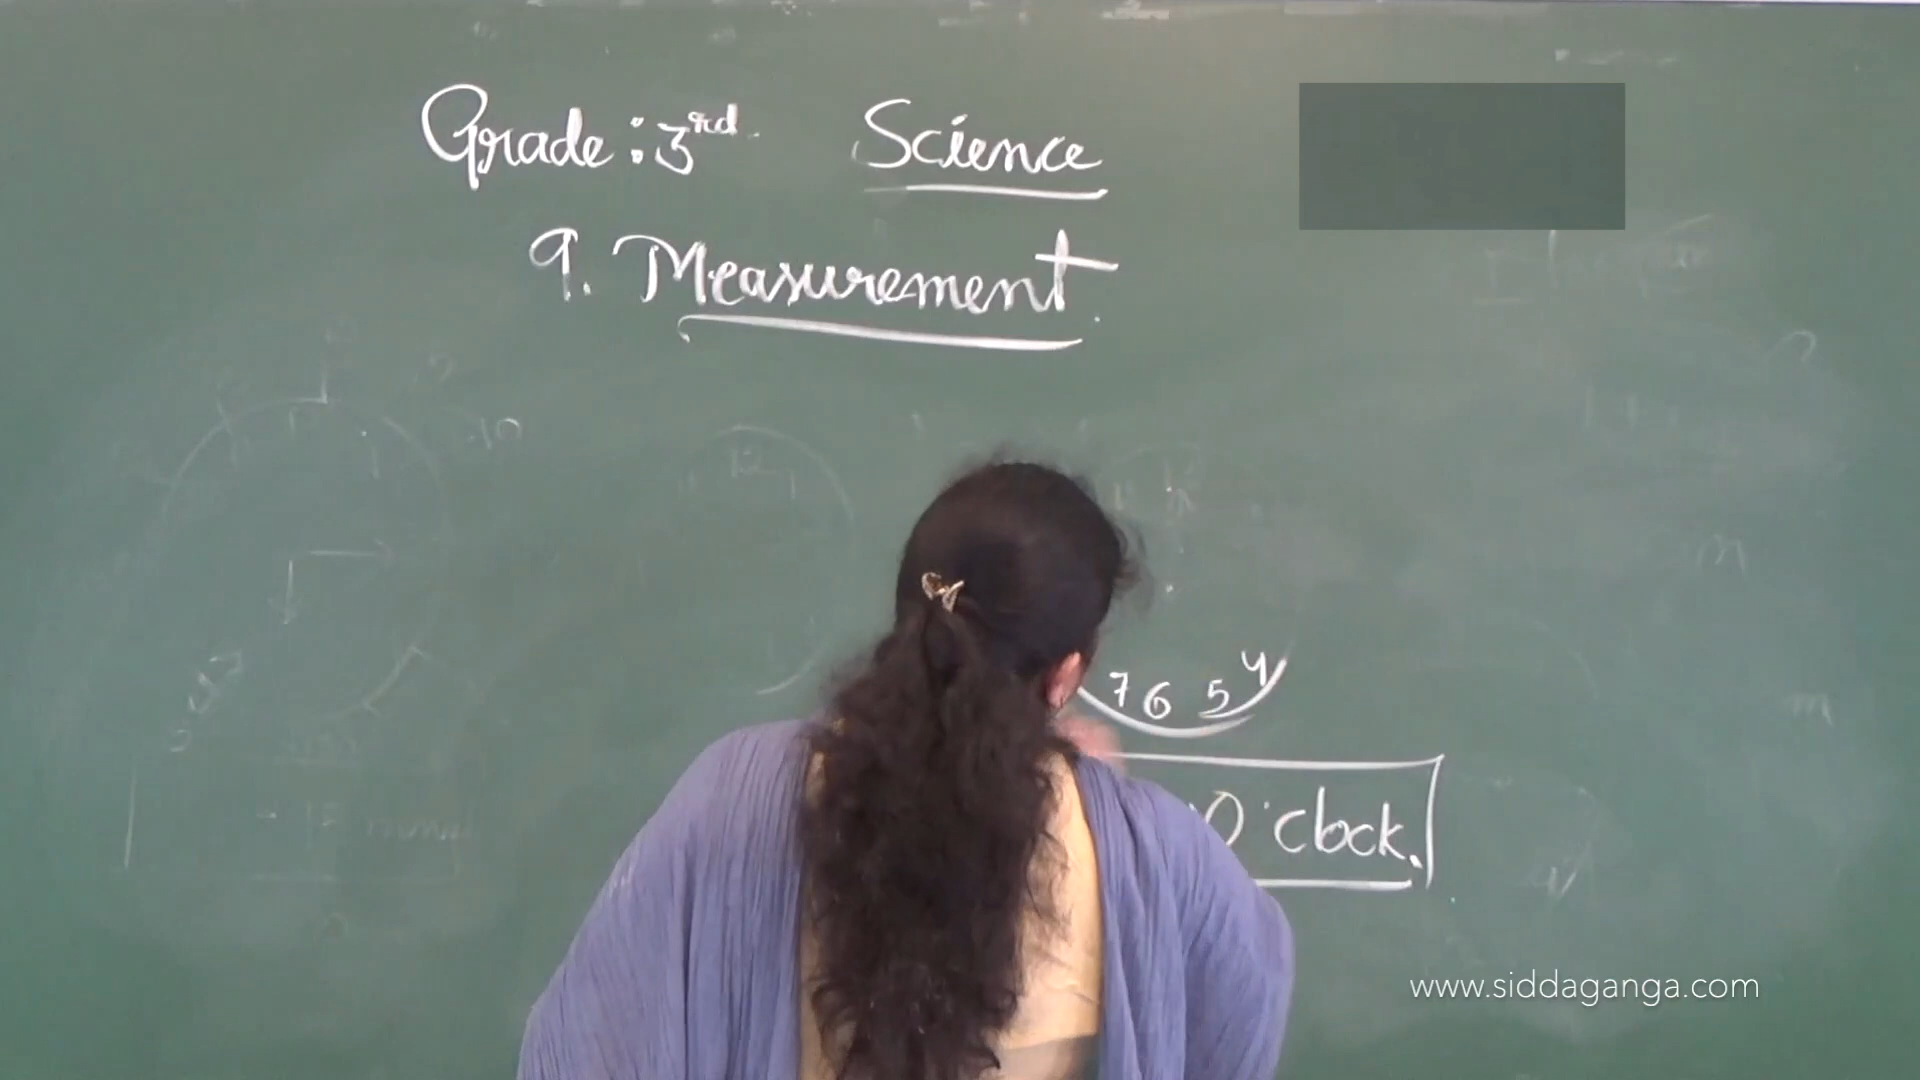 Grade : 3rd Science
9. Measurement.
7 6 5 4
O'clock.
www.siddaganga.com